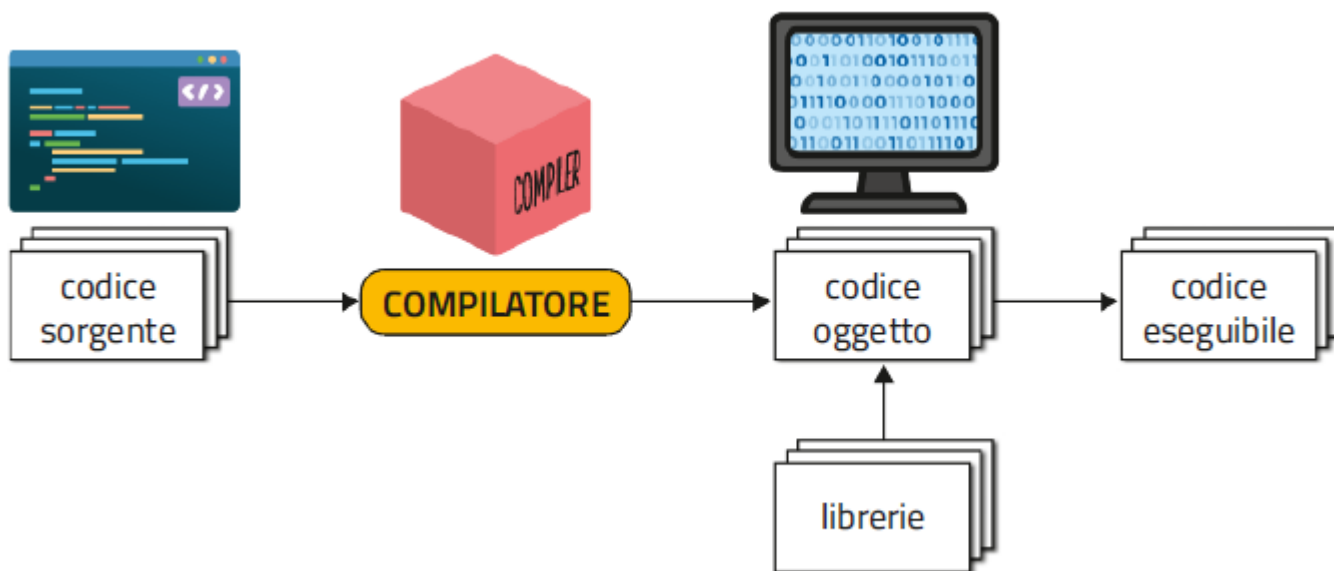 </>
COMPILER
codice
sorgente
COMPILATORE
codice
oggetto
codice
eseguibile
librerie